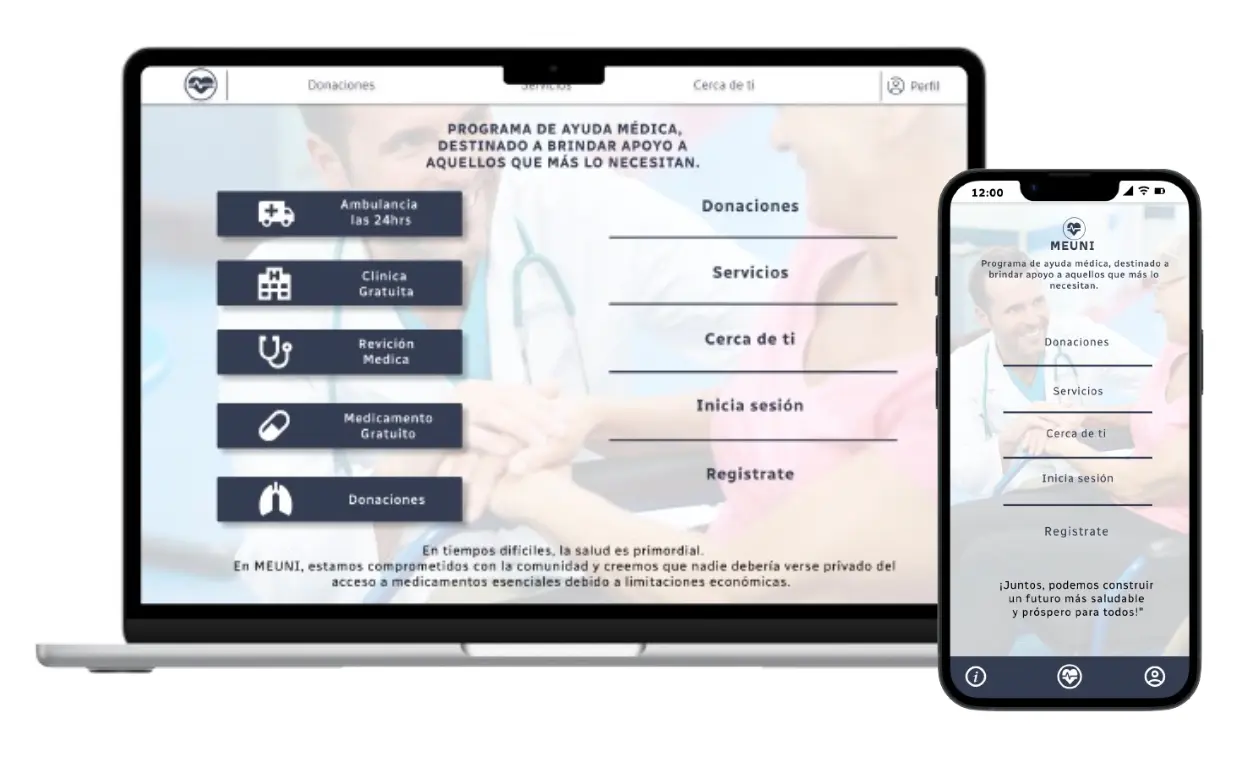 Donaciones
Servicios
Cerca de ti
Perfil
PROGRAMA DE AYUDA MÉDICA,
DESTINADO A BRINDAR APOYO A
AQUELLOS QUE MÁS LO NECESITAN.
Ambulancia
las 24hrs
Clínica
Gratuita
Revición
Medica
Medicamento
Gratuito
Donaciones
Donaciones
Servicios
Cerca de ti
Inicia sesión
Registrate
En tiempos difíciles, la salud es primordial.
En MEUNI, estamos comprometidos con la comunidad y creemos que nadie debería verse privado del
acceso a medicamentos esenciales debido a limitaciones económicas.
12:00
MEUNI
Programa de ayuda médica, destinado a
brindar apoyo a aquellos que más lo
necesitan.
Donaciones
Servicios
Cerca de ti
Inicia sesión
Registrate
¡Juntos, podemos construir
un futuro más saludable
y próspero para todos!"